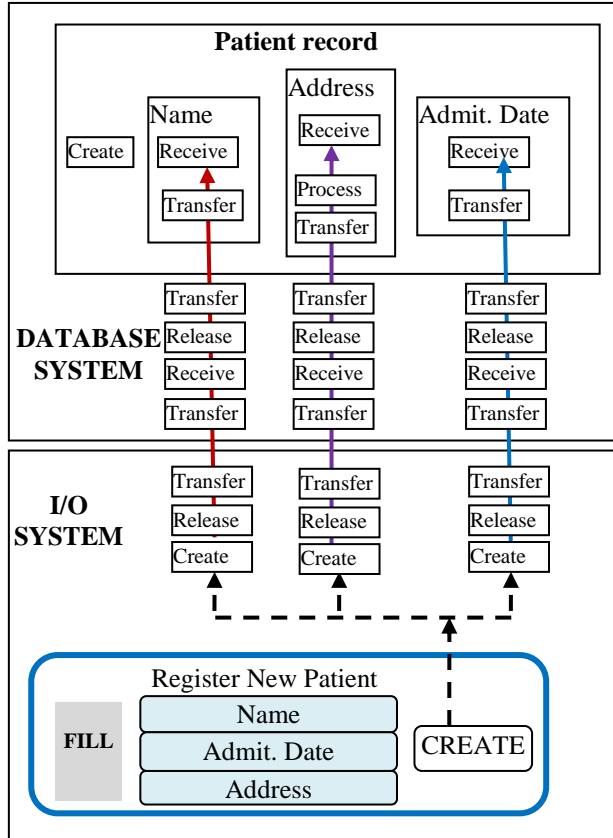 Patient record
Address
Name
Admit. Date
Receive
Create
Receive
Receive
Process
Transfer
Transfer
Transfer
Transfer
Transfer
Transfer
DATABASE
SYSTEM
Release
Release
Release
Receive
Receive
Receive
Transfer
Transfer
Transfer
I/O
SYSTEM
Transfer
Transfer
Transfer
Release
Release
Release
Create
Create
Create
Register New Patient
FILL
Name
Admit. Date
Address
CREATE